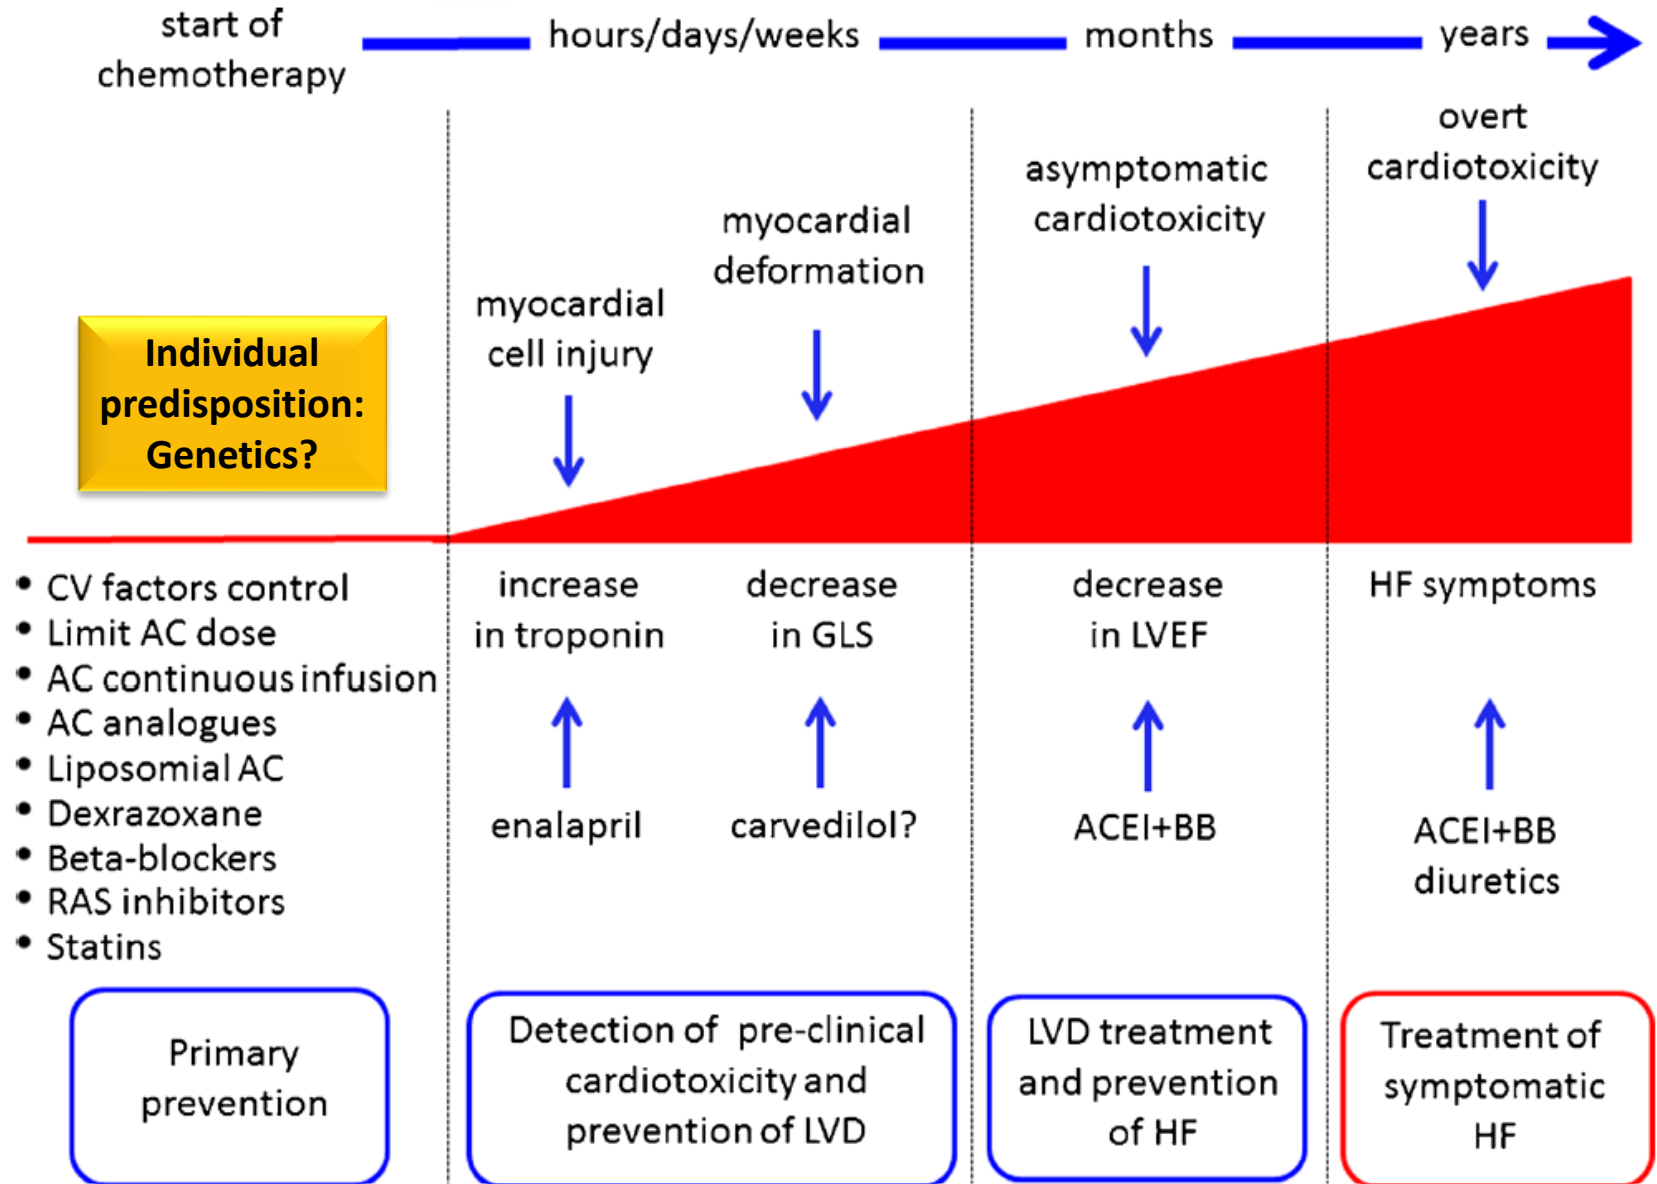 start of
chemotherapy
hours/days/weeks
months
years
overt
cardiotoxicity
asymptomatic
cardiotoxicity
myocardial
deformation
myocardial
cell injury
Individual
predisposition:
Genetics?
• CV factors control
• Limit AC dose
• AC continuous infusion
• AC analogues
• Liposomial AC
• Dexrazoxane
• Beta-blockers
• RAS inhibitors
• Statins
increase
in troponin
decrease
in GLS
decrease
in LVEF
HF symptoms
enalapril
carvedilol?
ACEI+BB
ACEI+BB
diuretics
Primary
prevention
Detection of pre-clinical
cardiotoxicity and
prevention of LVD
LVD treatment
and prevention
of HF
Treatment of
symptomatic
HF